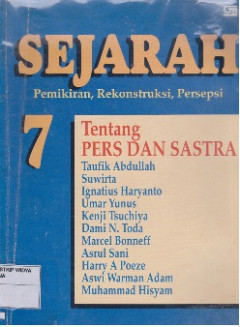 SEJARAH
Pemikiran, Rekonstruksi, Persepsi
7
Tentang
PERS DAN SASTRA
Taufik Abdullah
Suwirta
Ignatius Haryanto
Umar Yunus
Kenji Tsuchiya
Dami N. Toda
Marcel Bonneff
Asrul Sani
Harry A Poeze
Aswi Warman Adam
Muhammad Hisyam